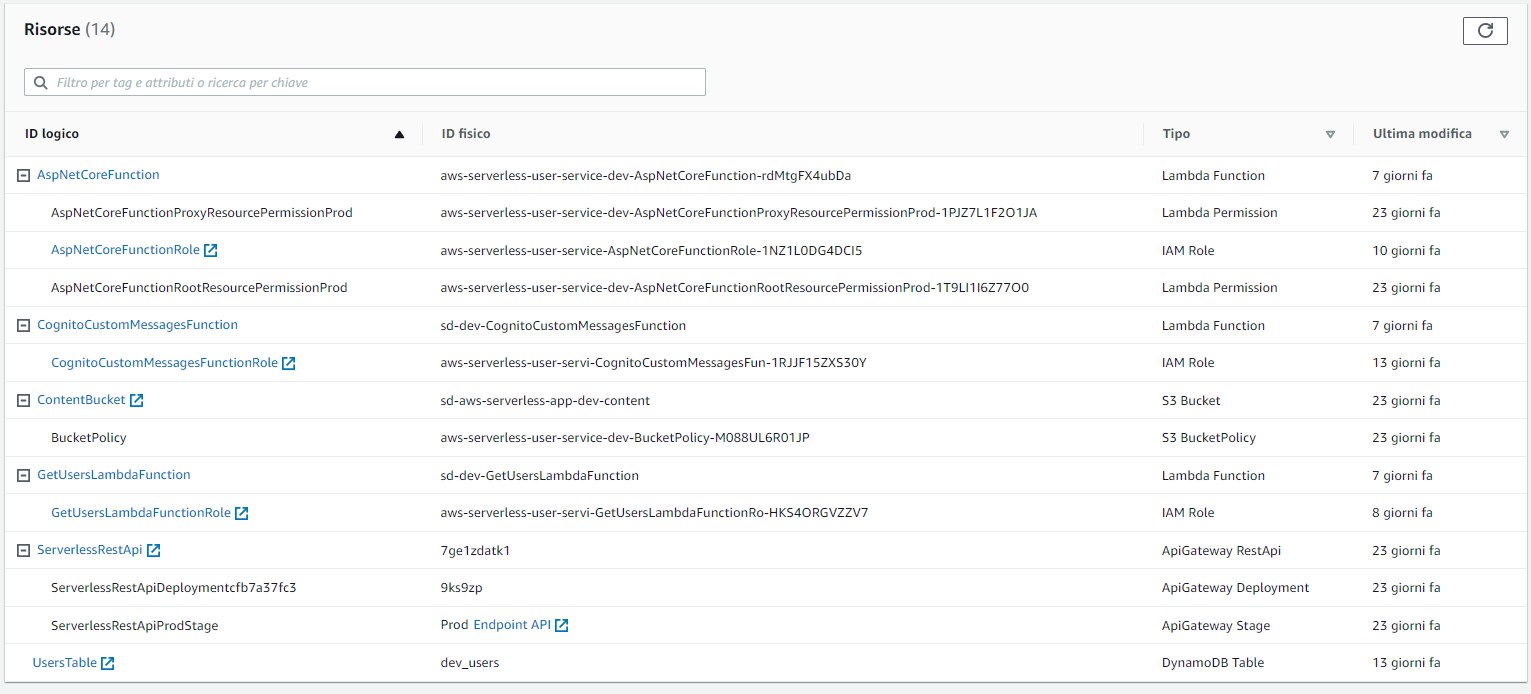 Risorse (14)
Filtro per tag e attributi o ricerca per chiave
ID logico ID fisico Tipo Ultima modifica
AspNetCoreFunction aws-serverless-user-service-dev-AspNetCoreFunction-rdMtgFX4ubDa Lambda Function 7 giorni fa
AspNetCoreFunctionProxyResourcePermissionProd aws-serverless-user-service-dev-AspNetCoreFunctionProxyResourcePermissionProd-1PJZ7L1F2O1JA Lambda Permission 23 giorni fa
AspNetCoreFunctionRole aws-serverless-user-service-AspNetCoreFunctionRole-1NZ1L0DG4DCI5 IAM Role 10 giorni fa
AspNetCoreFunctionRootResourcePermissionProd aws-serverless-user-service-dev-AspNetCoreFunctionRootResourcePermissionProd-1T9LI1I6Z77O0 Lambda Permission 23 giorni fa
CognitoCustomMessagesFunction sd-dev-CognitoCustomMessagesFunction Lambda Function 7 giorni fa
CognitoCustomMessagesFunctionRole aws-serverless-user-servi-CognitoCustomMessagesFun-1RJJF15ZXS30Y IAM Role 13 giorni fa
ContentBucket sd-aws-serverless-app-dev-content S3 Bucket 23 giorni fa
BucketPolicy aws-serverless-user-service-dev-BucketPolicy-M088UL6R01JP S3 BucketPolicy 23 giorni fa
GetUsersLambdaFunction sd-dev-GetUsersLambdaFunction Lambda Function 7 giorni fa
GetUsersLambdaFunctionRole aws-serverless-user-servi-GetUsersLambdaFunctionRo-HKS4ORGVZZV7 IAM Role 8 giorni fa
ServerlessRestApi 7ge1zdatk1 ApiGateway RestApi 23 giorni fa
ServerlessRestApiDeploymentcfb7a37fc3 9ks9zp ApiGateway Deployment 23 giorni fa
ServerlessRestApiProdStage Prod Endpoint API ApiGateway Stage 23 giorni fa
UsersTable dev_users DynamoDB Table 13 giorni fa